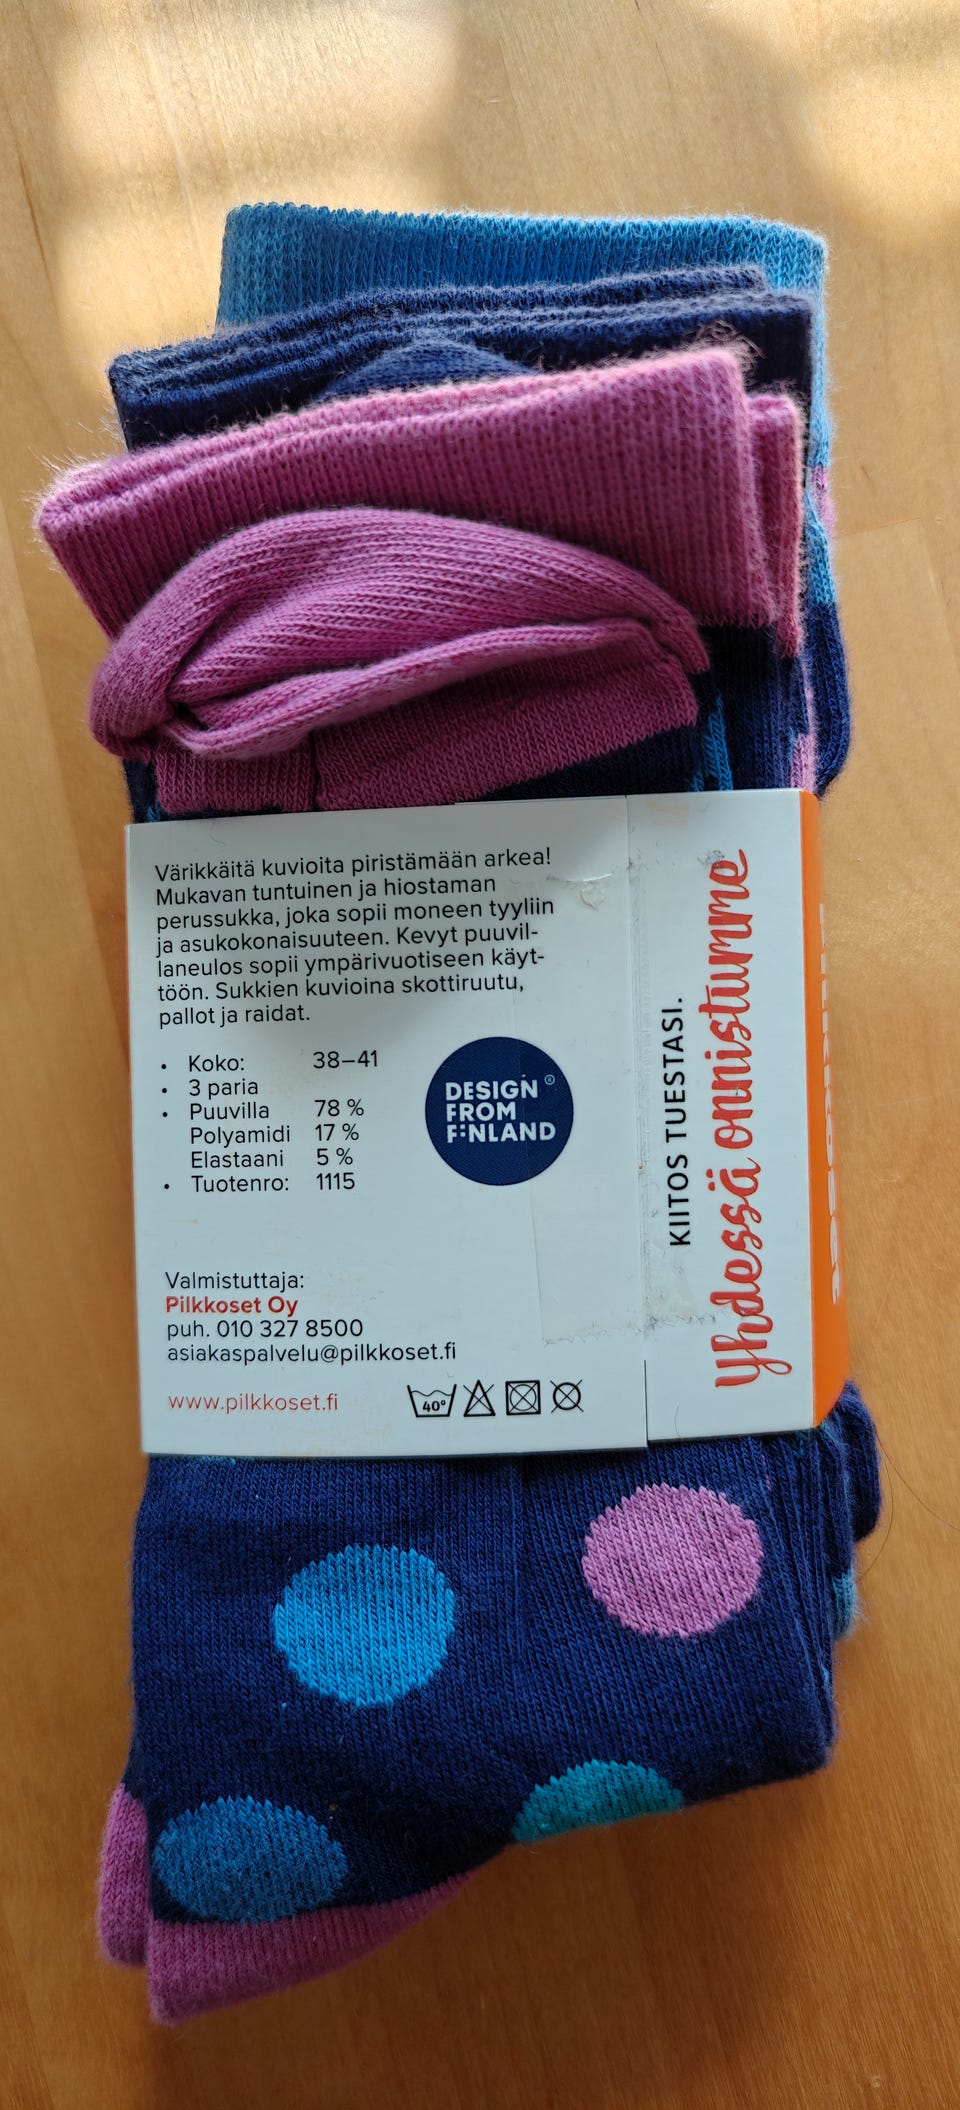 Värikkäitä kuvioita piristämään arkea!
Mukavan tuntuinen ja hiostaman
perussukka, joka sopii moneen tyyliin
ja asukokonaisuuteen. Kevyt puuvil-
laneulos sopii ympärivuotiseen käyt-
töön. Sukkien kuvioina skottiruutu,
pallot ja raidat.
• Koko: 38–41
• 3 paria
• Puuvilla 78 %
Polyamidi 17 %
Elastaani 5 %
• Tuotenro: 1115
DESIGN ®
FROM
FINLAND
Valmistuttaja:
Pilkkoset Oy
puh. 010 327 8500
asiakaspalvelu@pilkkoset.fi
www.pilkkoset.fi
40°
KIITOS TUESTASI.
Yhdessä onnistumme